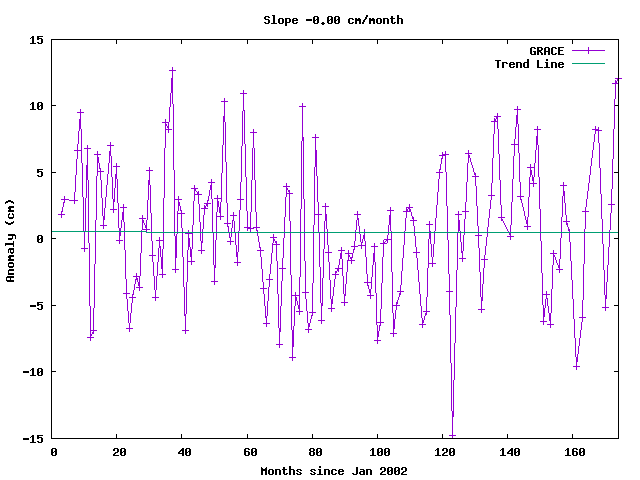 Slope -0.00 cm/month
GRACE
Trend Line
15
10
5
0
-5
-10
-15
Anomaly (cm)
0 20 40 60 80 100 120 140 160
Months since Jan 2002